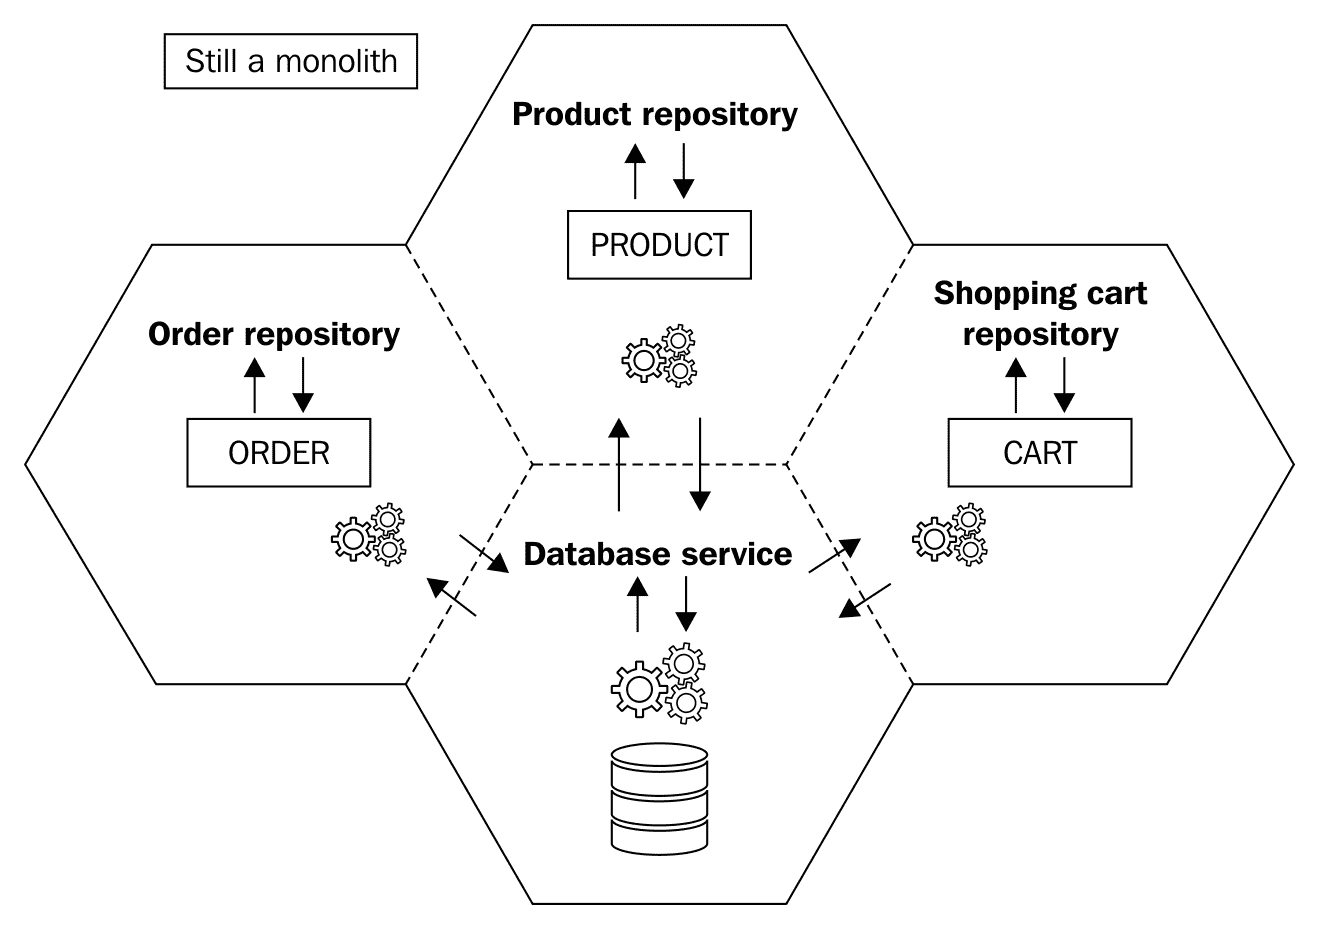 Still a monolith
Product repository
PRODUCT
Order repository
ORDER
Shopping cart
repository
CART
Database service